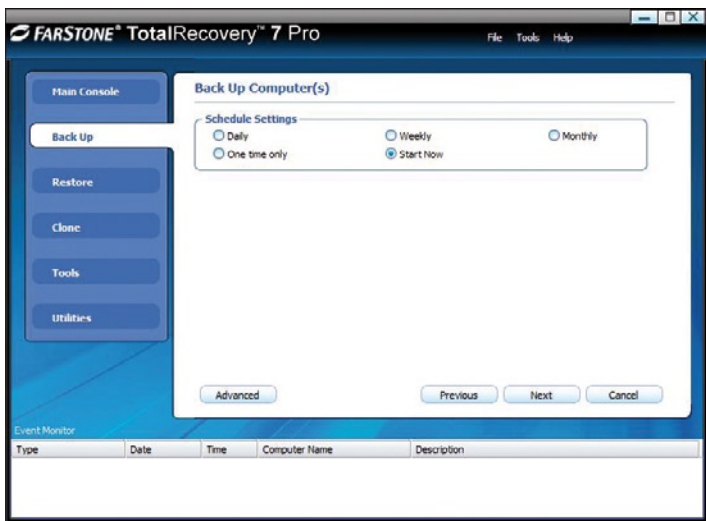 FARSTONE® TotalRecovery™ 7 Pro
File Tools Help
Main Console
Back Up
Restore
Clone
Tools
Utilities
Back Up Computer(s)
Schedule Settings
Daily Weekly Monthly
One time only Start Now
Advanced Previous Next Cancel
Event Monitor
Type Date Time Computer Name Description